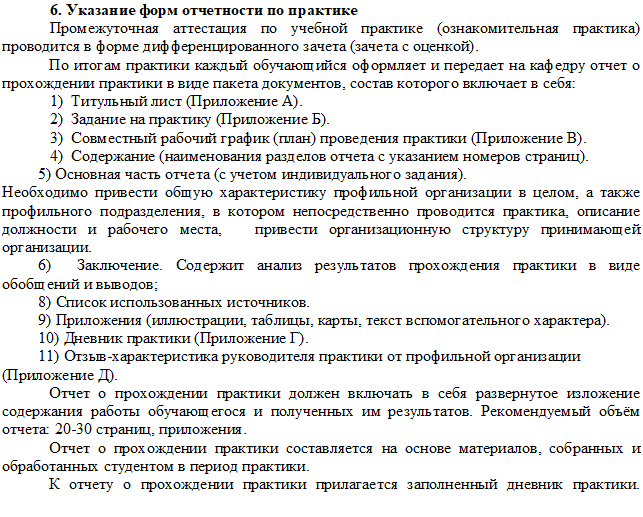 6. Указание форм отчетности по практике
Промежуточная аттестация по учебной практике (ознакомительная практика)
проводится в форме дифференцированного зачета (зачета с оценкой).
По итогам практики каждый обучающийся оформляет и передает на кафедру отчет о
прохождении практики в виде пакета документов, состав которого включает в себя:
1) Титульный лист (Приложение А).
2) Задание на практику (Приложение Б).
3) Совместный рабочий график (план) проведения практики (Приложение В).
4) Содержание (наименования разделов отчета с указанием номеров страниц).
5) Основная часть отчета (с учетом индивидуального задания).
Необходимо привести общую характеристику профильной организации в целом, а также
профильного подразделения, в котором непосредственно проводится практика, описание
должности и рабочего места, привести организационную структуру принимающей
организации.
6) Заключение. Содержит анализ результатов прохождения практики в виде
обобщений и выводов;
8) Список использованных источников.
9) Приложения (иллюстрации, таблицы, карты, текст вспомогательного характера).
10) Дневник практики (Приложение Г).
11) Отзыв-характеристика руководителя практики от профильной организации
(Приложение Д).
Отчет о прохождении практики должен включать в себя развернутое изложение
содержания работы обучающегося и полученных им результатов. Рекомендуемый объём
отчета: 20-30 страниц, приложения.
Отчет о прохождении практики составляется на основе материалов, собранных и
обработанных студентом в период практики.
К отчету о прохождении практики прилагается заполненный дневник практики.